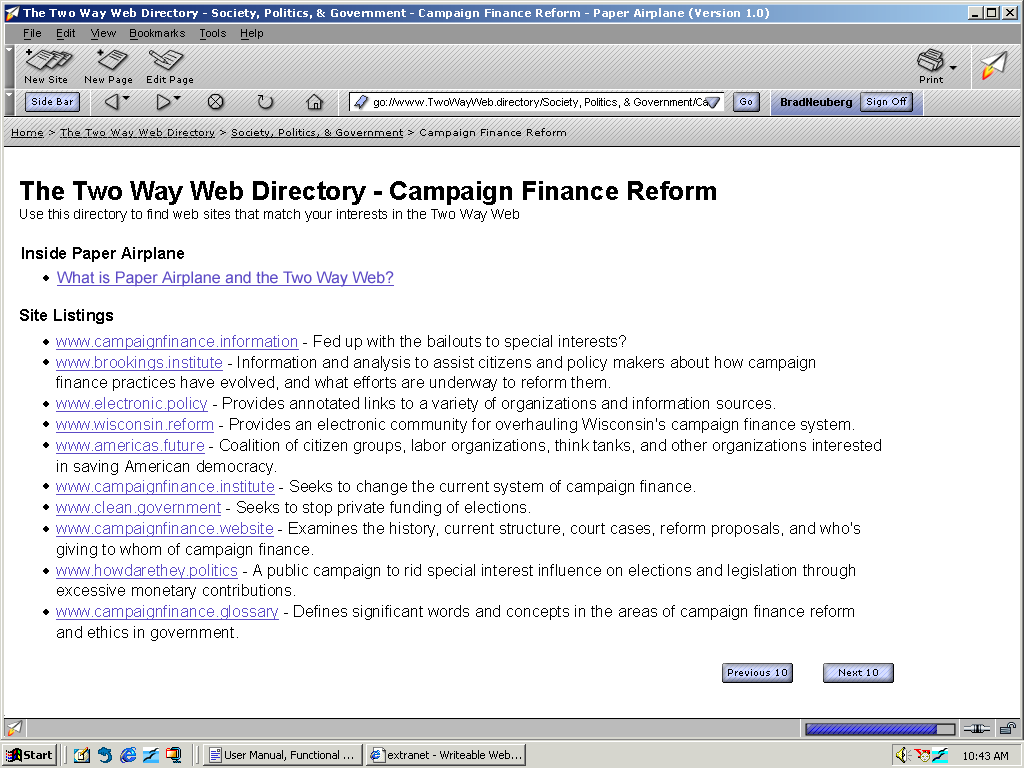 The Two Way Web Directory - Society, Politics, & Government - Campaign Finance Reform - Paper Airplane (Version 1.0)
File Edit View Bookmarks Tools Help
New Site New Page Edit Page Print
Side Bar go://www.TwoWayWeb.directory/Society, Politics, & Government/Ca Go BradNeuberg Sign Off
Home > The Two Way Web Directory > Society, Politics, & Government > Campaign Finance Reform
The Two Way Web Directory - Campaign Finance Reform
Use this directory to find web sites that match your interests in the Two Way Web
Inside Paper Airplane
What is Paper Airplane and the Two Way Web?
Site Listings
www.campaignfinance.information - Fed up with the bailouts to special interests?
www.brookings.institute - Information and analysis to assist citizens and policy makers about how campaign
finance practices have evolved, and what efforts are underway to reform them.
www.electronic.policy - Provides annotated links to a variety of organizations and information sources.
www.wisconsin.reform - Provides an electronic community for overhauling Wisconsin's campaign finance system.
www.americas.future - Coalition of citizen groups, labor organizations, think tanks, and other organizations interested
in saving American democracy.
www.campaignfinance.institute - Seeks to change the current system of campaign finance.
www.clean.government - Seeks to stop private funding of elections.
www.campaignfinance.website - Examines the history, current structure, court cases, reform proposals, and who's
giving to whom of campaign finance.
www.howdarethey.politics - A public campaign to rid special interest influence on elections and legislation through
excessive monetary contributions.
www.campaignfinance.glossary - Defines significant words and concepts in the areas of campaign finance reform
and ethics in government.
Previous 10 Next 10
Start User Manual, Functional ... extranet - Writeable Web... 10:43 AM